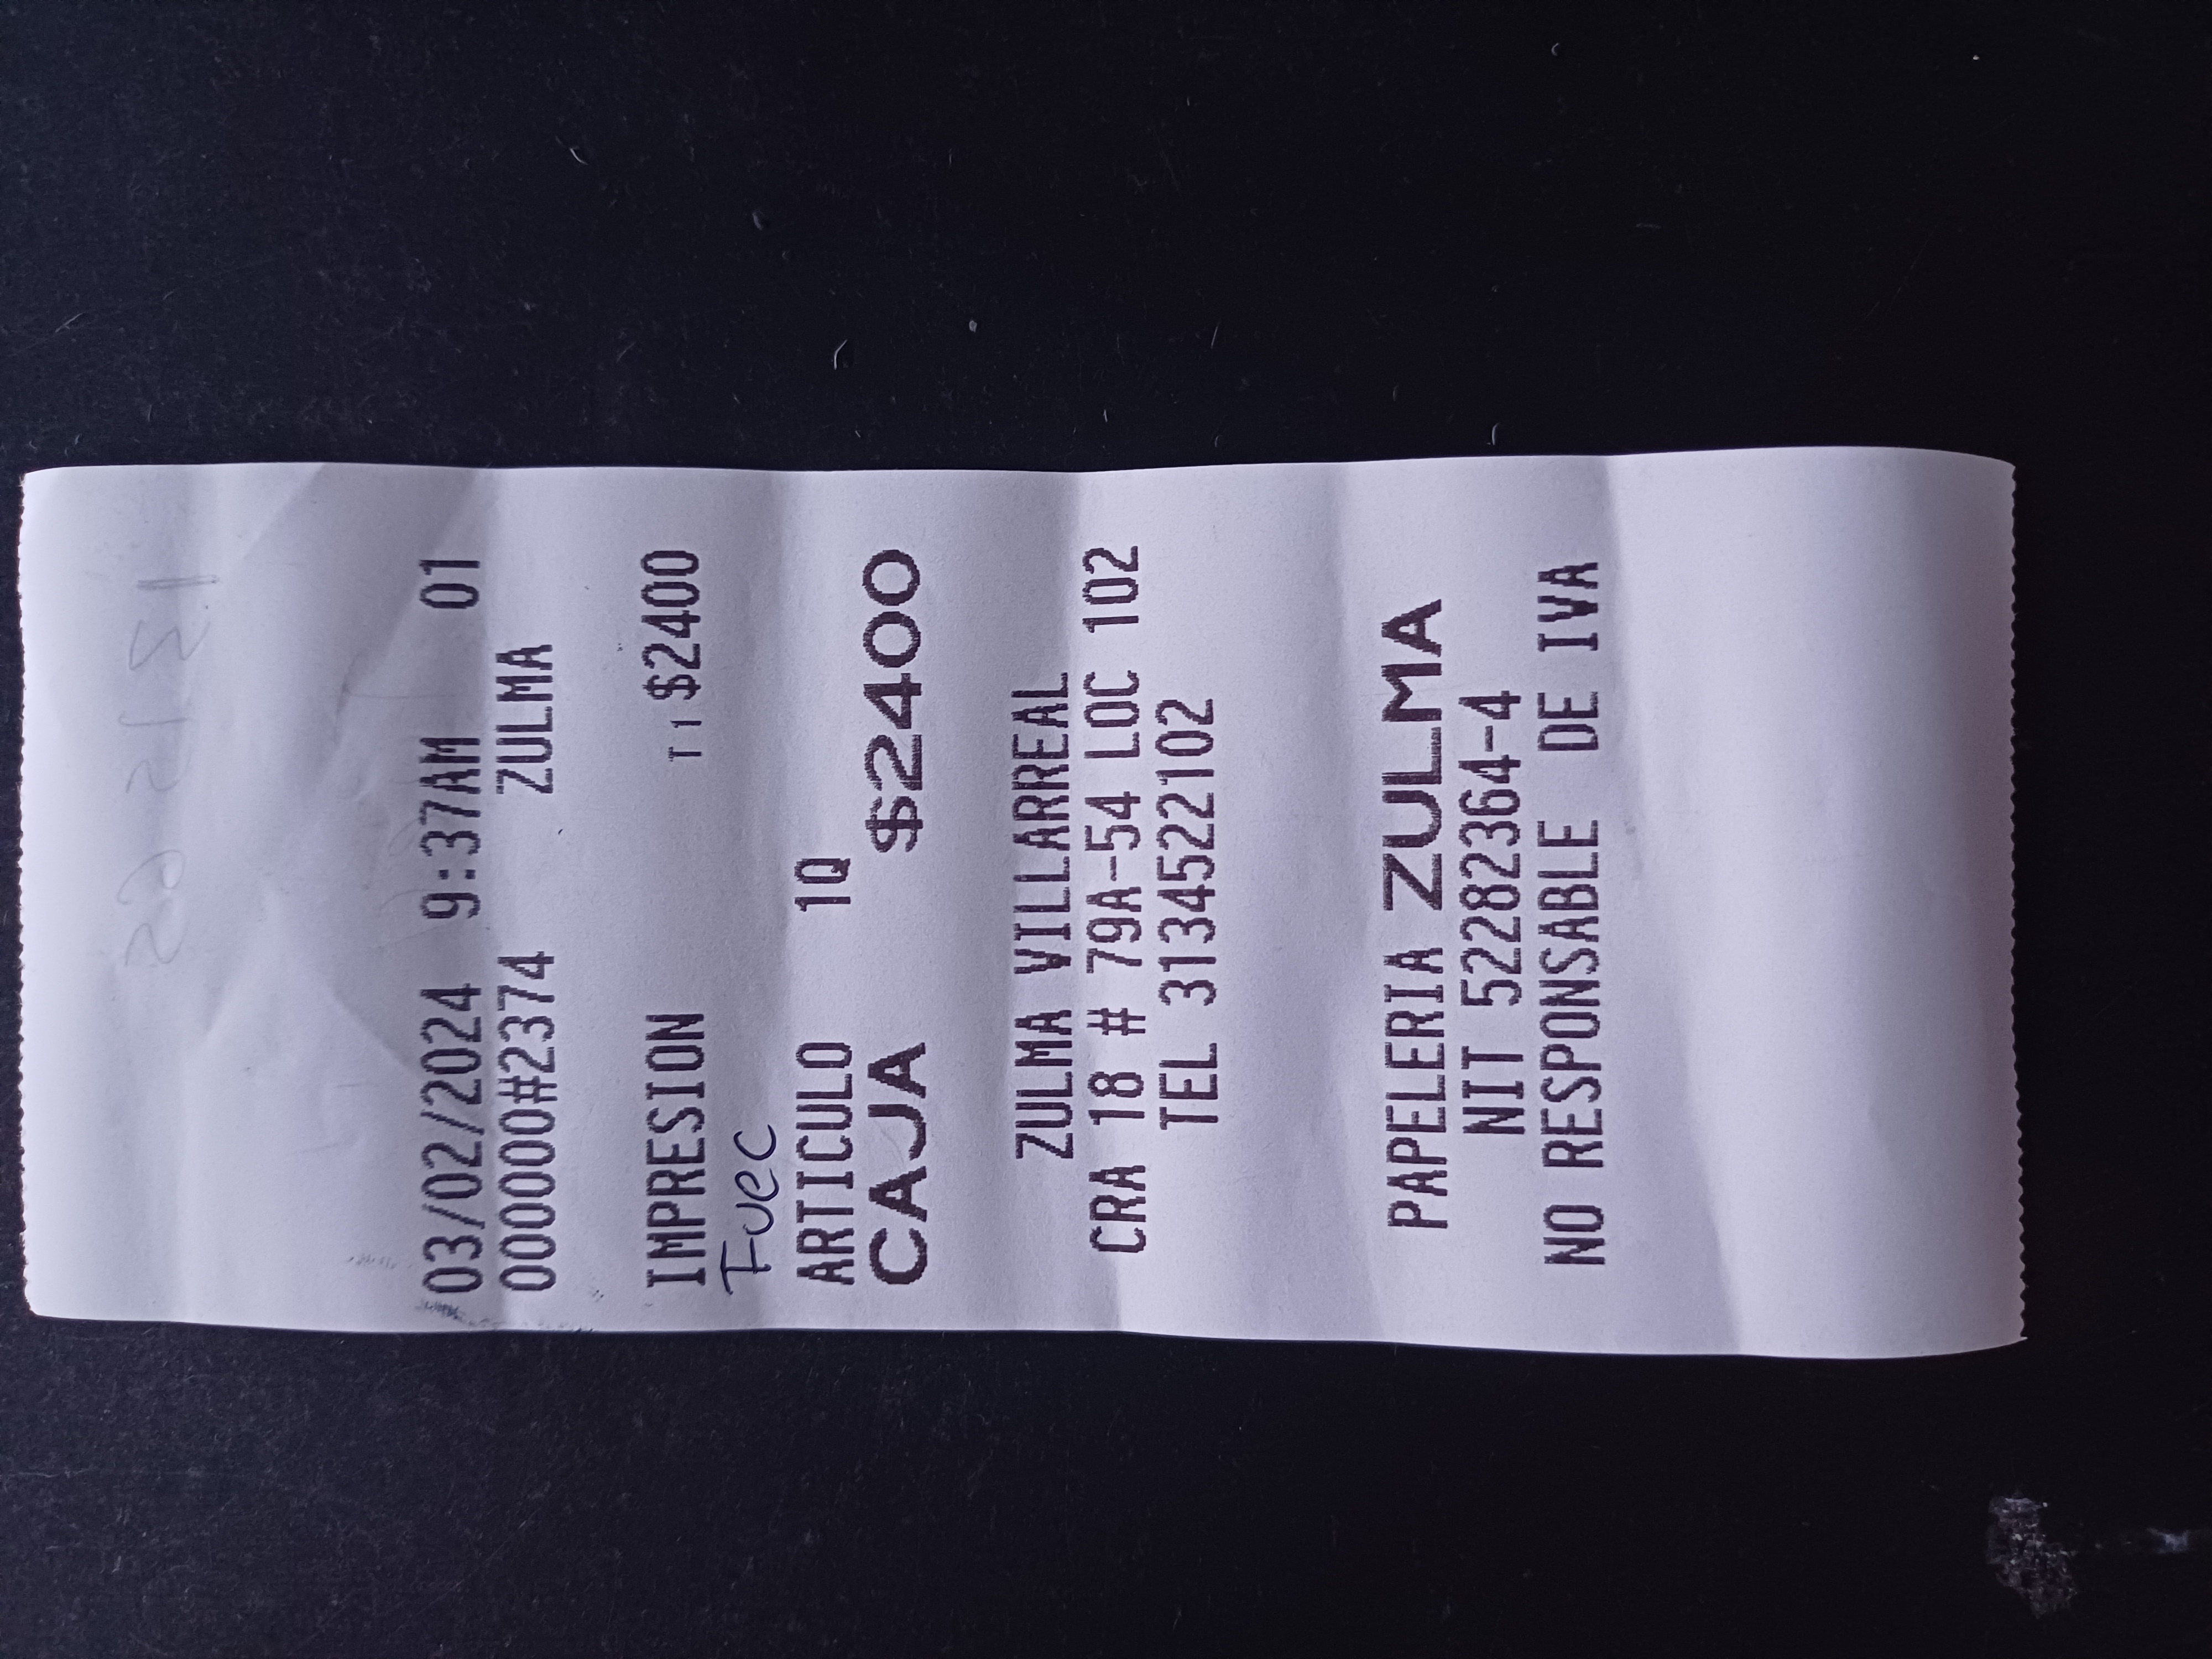 03/02/2024 9:37AM 01
000000#2374 ZULMA
IMPRESION T1 $2400
Fuec
ARTICULO 1Q
CAJA $2400
ZULMA VILLARREAL
CRA 18 # 79A-54 LOC 102
TEL 3134522102
PAPELERIA ZULMA
NIT 52282364-4
NO RESPONSABLE DE IVA